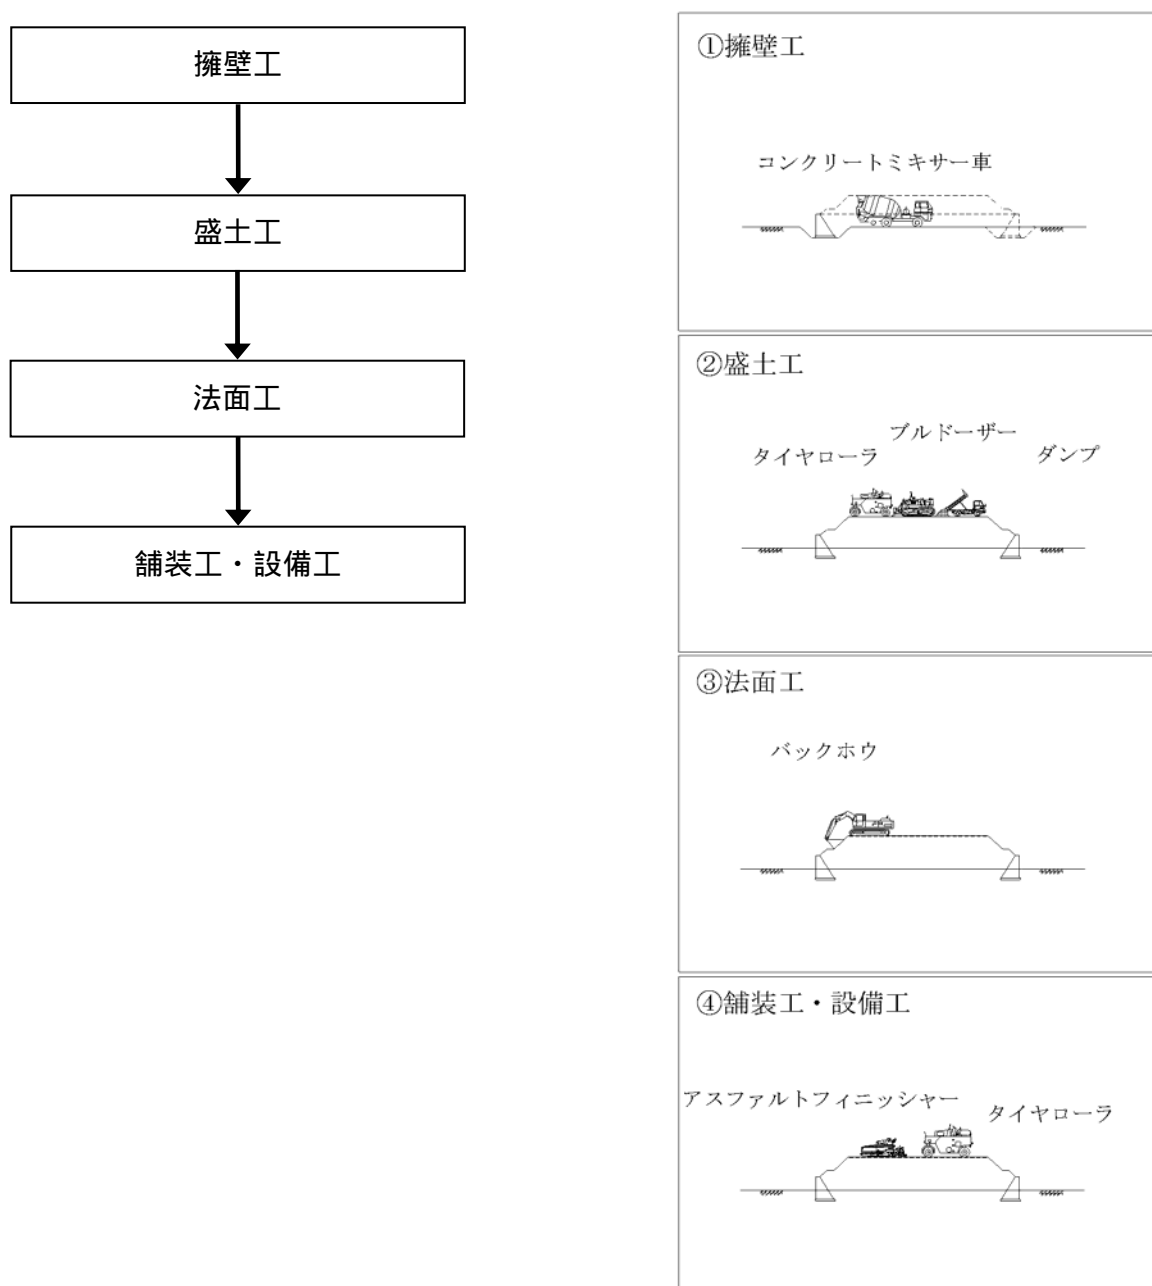 擁壁工
盛土工
法面工
舗装工・設備工
①擁壁工
コンクリートミキサー車
②盛土工
ブルドーザー
タイヤローラ
ダンプ
③法面工
バックホウ
④舗装工・設備工
アスファルトフィニッシャー
タイヤローラ